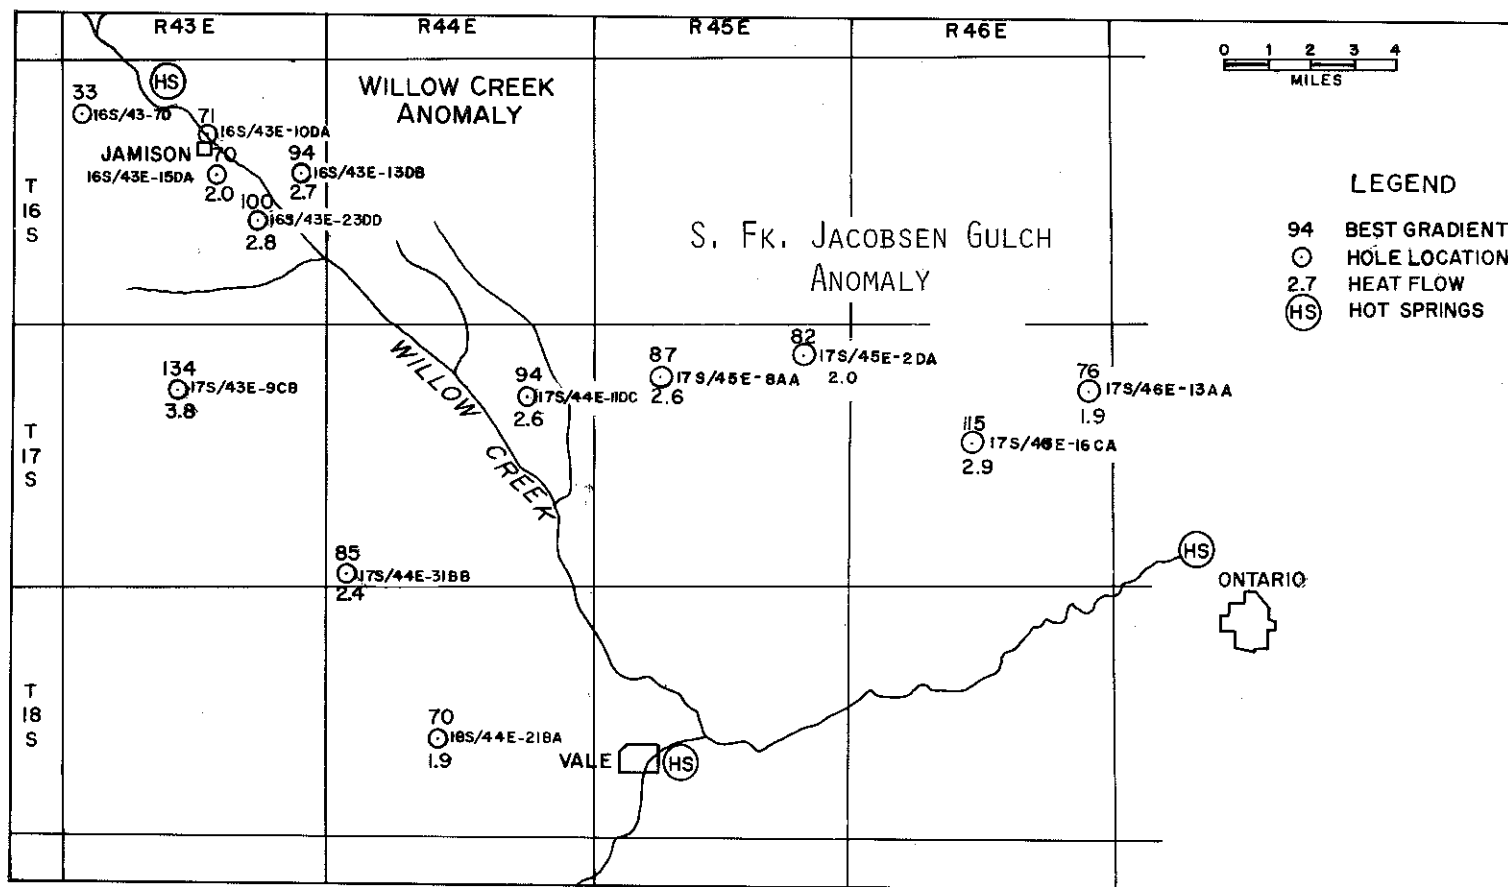 R 43 E
R 44 E
R 45 E
R 46 E
0 1 2 3 4
MILES
T
16
S
T
17
S
T
18
S
HS
WILLOW CREEK
ANOMALY
33
16S/43-7D
71
16S/43E-10DA
JAMISON
70
16S/43E-15DA
2.0
94
16S/43E-13DB
2.7
100
16S/43E-23DD
2.8
S. FK. JACOBSEN GULCH
ANOMALY
LEGEND
94 BEST GRADIENT
HOLE LOCATION
2.7 HEAT FLOW
HS HOT SPRINGS
134
17S/43E-9CB
3.8
WILLOW
CREEK
94
17S/44E-11DC
2.6
87
17S/45E-8AA
2.6
82
17S/45E-2DA
2.0
76
17S/46E-13AA
1.9
115
17S/46E-16CA
2.9
85
17S/44E-31BB
2.4
HS
ONTARIO
70
18S/44E-21BA
1.9
VALE
HS